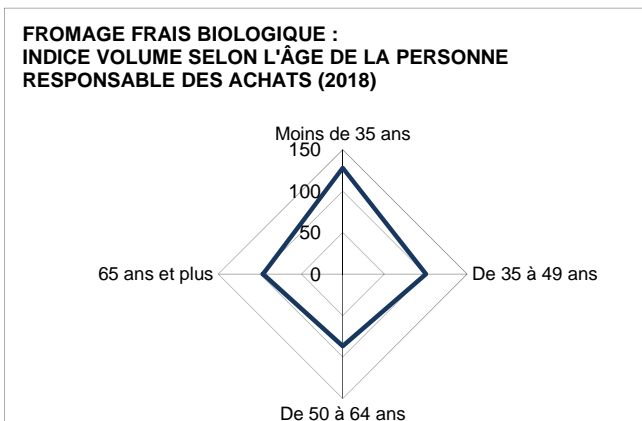 FROMAGE FRAIS BIOLOGIQUE :
INDICE VOLUME SELON L'ÂGE DE LA PERSONNE
RESPONSABLE DES ACHATS (2018)
Moins de 35 ans
150
100
50
65 ans et plus
0
De 35 à 49 ans
De 50 à 64 ans